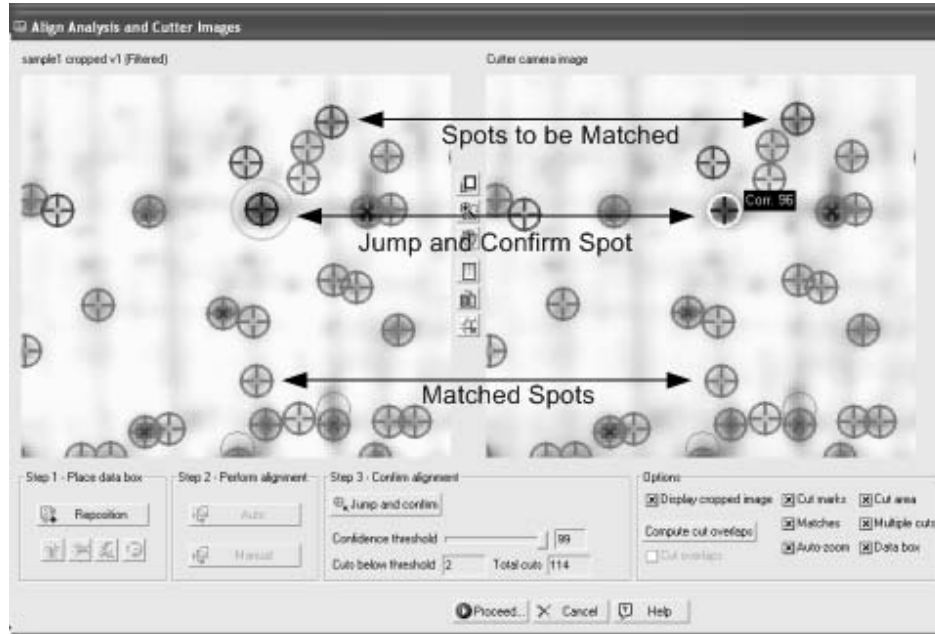 Align Analysis and Cutter Images
sample1 cropped v1 (Filtered)
Cutter camera image
Spots to be Matched
Corr. 96
Jump and Confirm Spot
Matched Spots
Step 1 - Place data box
Step 2 - Perform alignment
Step 3 - Confirm alignment
Options
Reposition
Auto
Manual
Jump and confirm
Confidence threshold 99
Cuts below threshold 2 Total cuts 114
Display cropped image Cut marks Cut area
Compute cut overlaps Matches Multiple cuts
Cut overlaps Auto-zoom Data box
Proceed... Cancel Help